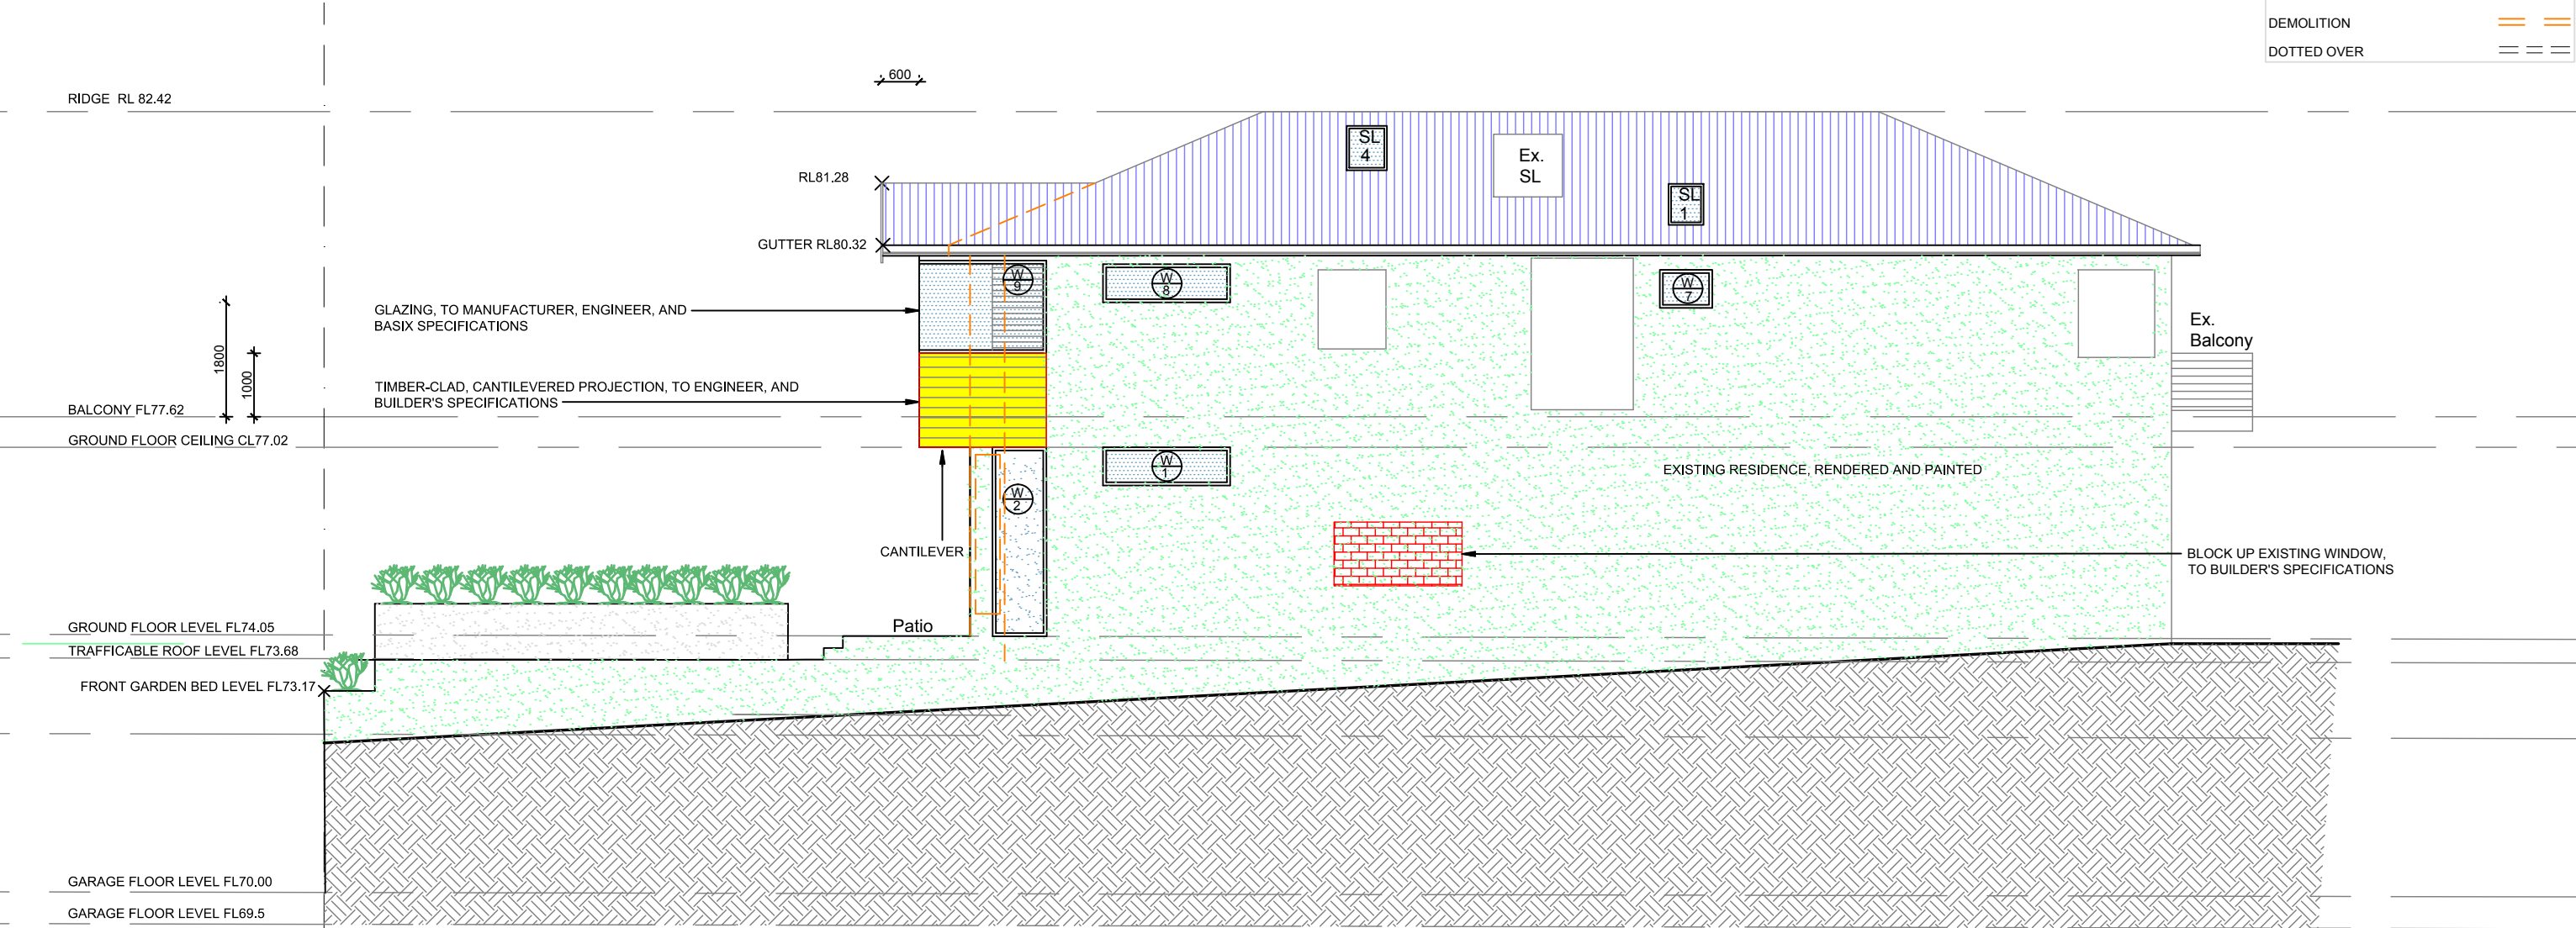 DEMOLITION
DOTTED OVER
600
RIDGE RL 82.42
SL
4
Ex.
SL
RL81.28
SL
1
GUTTER RL80.32
W
9
W
8
W
7
GLAZING, TO MANUFACTURER, ENGINEER, AND
BASIX SPECIFICATIONS
Ex.
Balcony
1800
1000
TIMBER-CLAD, CANTILEVERED PROJECTION, TO ENGINEER, AND
BUILDER'S SPECIFICATIONS
BALCONY FL77.62
GROUND FLOOR CEILING CL77.02
W
1
EXISTING RESIDENCE, RENDERED AND PAINTED
W
2
CANTILEVER
BLOCK UP EXISTING WINDOW,
TO BUILDER'S SPECIFICATIONS
GROUND FLOOR LEVEL FL74.05
Patio
TRAFFICABLE ROOF LEVEL FL73.68
FRONT GARDEN BED LEVEL FL73.17
GARAGE FLOOR LEVEL FL70.00
GARAGE FLOOR LEVEL FL69.5